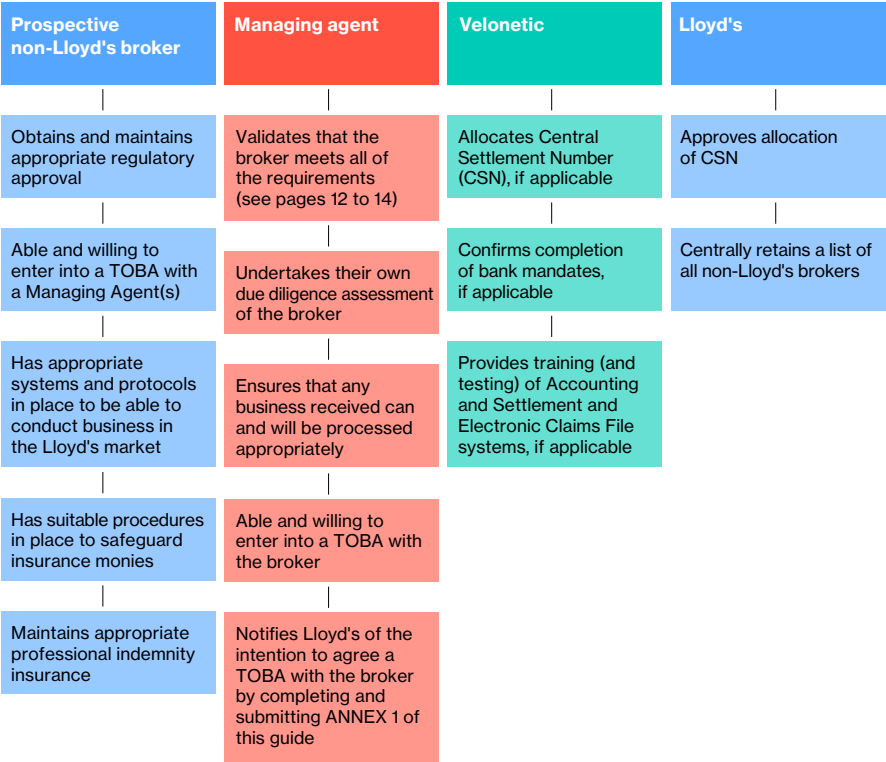 Prospective
non-Lloyd's broker
Obtains and maintains
appropriate regulatory
approval
Able and willing to
enter into a TOBA with
a Managing Agent(s)
Has appropriate
systems and protocols
in place to be able to
conduct business in
the Lloyd's market
Has suitable procedures
in place to safeguard
insurance monies
Maintains appropriate
professional indemnity
insurance
Managing agent
Validates that the
broker meets all of
the requirements
(see pages 12 to 14)
Undertakes their own
due diligence assessment
of the broker
Ensures that any
business received can
and will be processed
appropriately
Able and willing to
enter into a TOBA with
the broker
Notifies Lloyd's of the
intention to agree a
TOBA with the broker
by completing and
submitting ANNEX 1 of
this guide
Velonetic
Allocates Central
Settlement Number
(CSN), if applicable
Confirms completion
of bank mandates,
if applicable
Provides training (and
testing) of Accounting
and Settlement and
Electronic Claims File
systems, if applicable
Lloyd's
Approves allocation
of CSN
Centrally retains a list of
all non-Lloyd's brokers